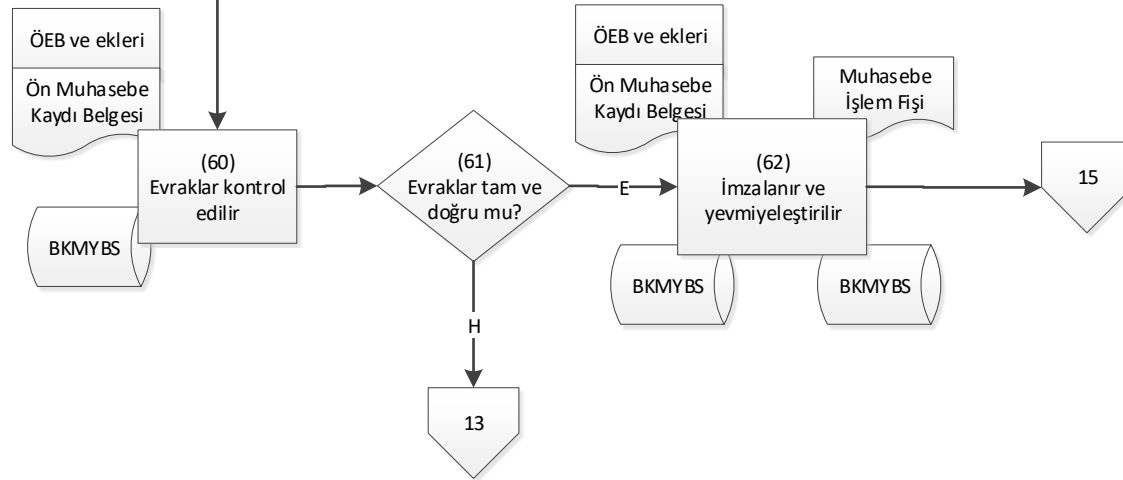 ÖEB ve ekleri
Ön Muhasebe
Kaydı Belgesi
(60)
Evraklar kontrol
edilir
BKMYBS
(61)
Evraklar tam ve
doğru mu?
E
H
13
ÖEB ve ekleri
Ön Muhasebe
Kaydı Belgesi
Muhasebe
İşlem Fişi
(62)
İmzalanır ve
yevmiyeleştirilir
BKMYBS
BKMYBS
15